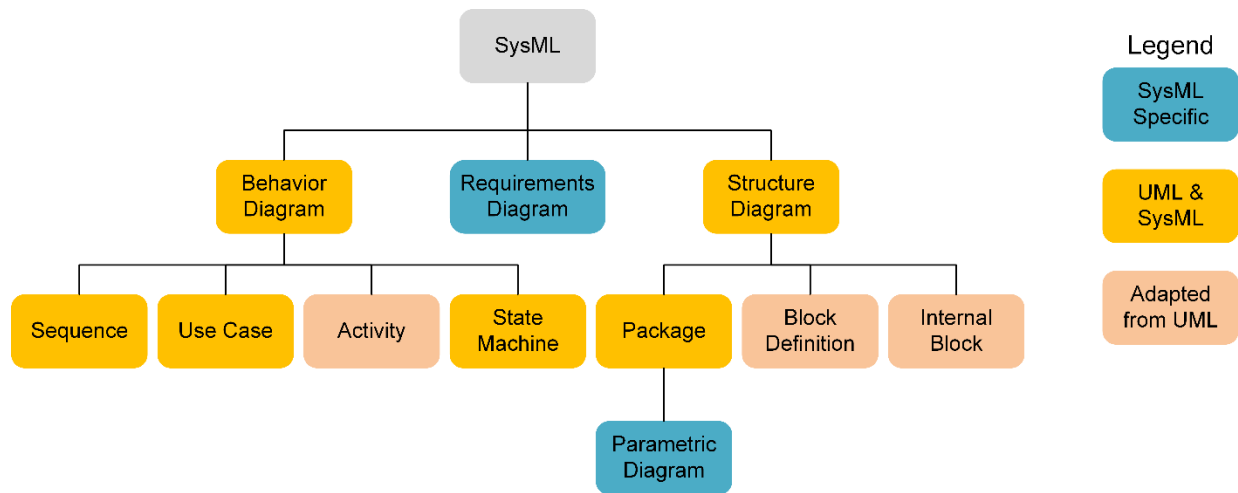 SysML
Legend
SysML
Specific
Behavior
Diagram
Requirements
Diagram
Structure
Diagram
UML &
SysML
Sequence
Use Case
Activity
State
Machine
Package
Block
Definition
Internal
Block
Adapted
from UML
Parametric
Diagram